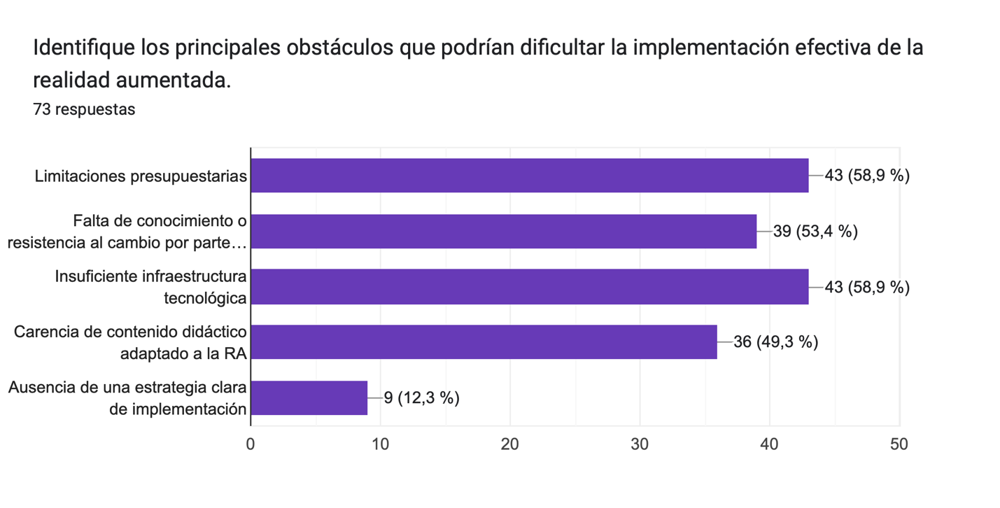 Identifique los principales obstáculos que podrían dificultar la implementación efectiva de la
realidad aumentada.
73 respuestas
Limitaciones presupuestarias
43 (58,9 %)
Falta de conocimiento o
resistencia al cambio por parte…
39 (53,4 %)
Insuficiente infraestructura
tecnológica
43 (58,9 %)
Carencia de contenido didáctico
adaptado a la RA
36 (49,3 %)
Ausencia de una estrategia clara
de implementación
9 (12,3 %)
0 10 20 30 40 50